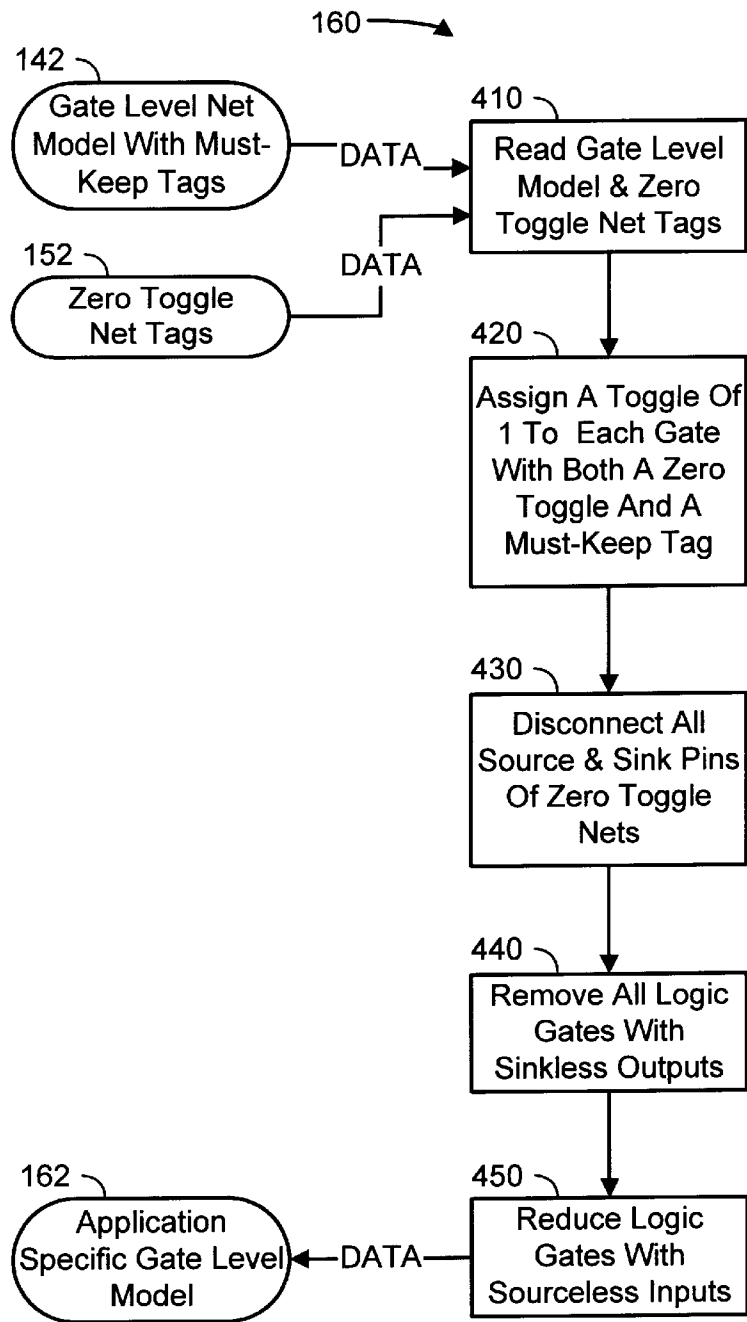 160
142
Gate Level Net
Model With Must-
Keep Tags
DATA
410
Read Gate Level
Model & Zero
Toggle Net Tags
152
Zero Toggle
Net Tags
DATA
420
Assign A Toggle Of
1 To Each Gate
With Both A Zero
Toggle And A
Must-Keep Tag
430
Disconnect All
Source & Sink Pins
Of Zero Toggle
Nets
440
Remove All Logic
Gates With
Sinkless Outputs
450
Reduce Logic
Gates With
Sourceless Inputs
DATA
162
Application
Specific Gate Level
Model